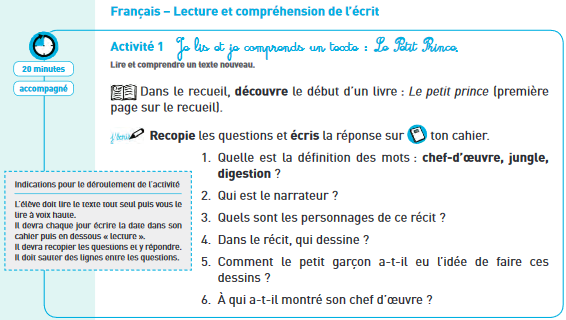 Français – Lecture et compréhension de l'écrit
Activité 1 Je lis et je comprends un texte : Le Petit Prince.
Lire et comprendre un texte nouveau.
20 minutes
accompagné
Dans le recueil, découvre le début d'un livre : Le petit prince (première
page sur le recueil).
j'écris Recopie les questions et écris la réponse sur ton cahier.
1. Quelle est la définition des mots : chef-d'œuvre, jungle,
digestion ?
2. Qui est le narrateur ?
3. Quels sont les personnages de ce récit ?
4. Dans le récit, qui dessine ?
5. Comment le petit garçon a-t-il eu l'idée de faire ces
dessins ?
6. À qui a-t-il montré son chef d'œuvre ?
Indications pour le déroulement de l'activité
L'élève doit lire le texte tout seul puis vous le
lire à voix haute.
Il devra chaque jour écrire la date dans son
cahier puis en dessous « lecture ».
Il devra recopier les questions et y répondre.
Il doit sauter des lignes entre les questions.